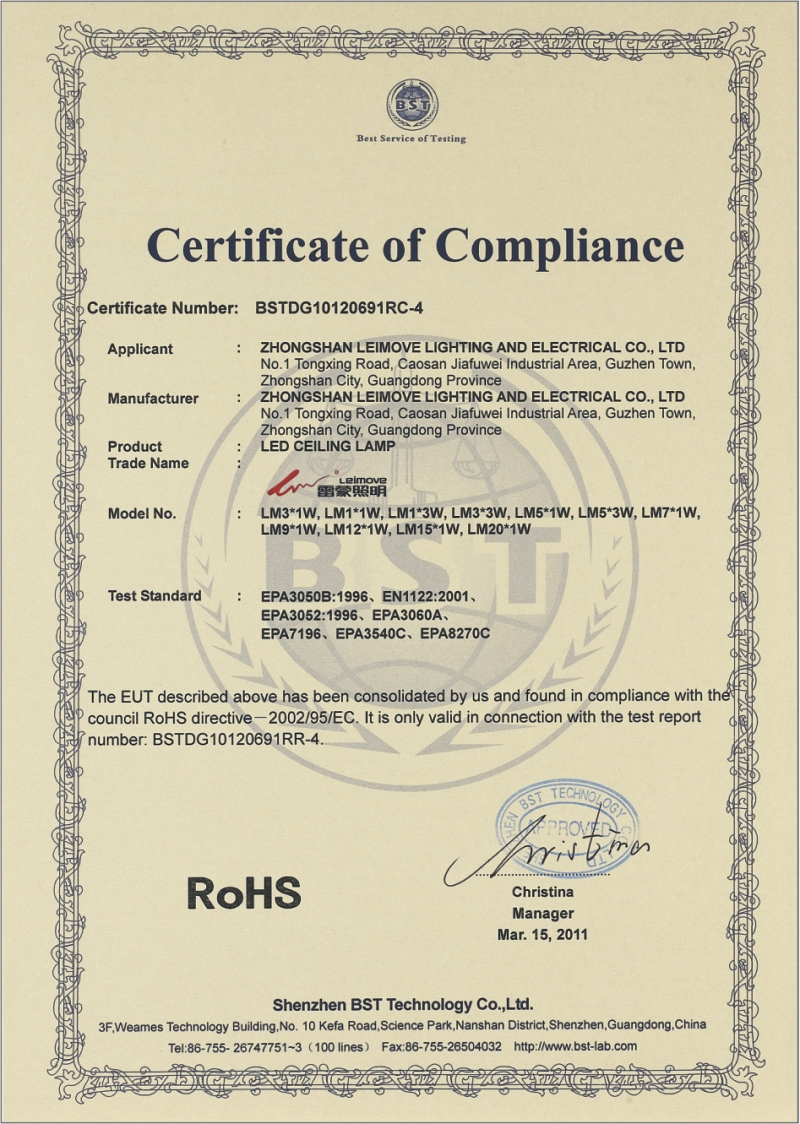 BST
Best Service of Testing
Certificate of Compliance
Certificate Number: BSTDG10120691RC-4
Applicant : ZHONGSHAN LEIMOVE LIGHTING AND ELECTRICAL CO., LTD
No.1 Tongxing Road, Caosan Jiafuwei Industrial Area, Guzhen Town,
Zhongshan City, Guangdong Province
Manufacturer : ZHONGSHAN LEIMOVE LIGHTING AND ELECTRICAL CO., LTD
No.1 Tongxing Road, Caosan Jiafuwei Industrial Area, Guzhen Town,
Zhongshan City, Guangdong Province
Product : LED CEILING LAMP
Trade Name :
Leimove
雷蒙照明
Model No. : LM3*1W, LM1*1W, LM1*3W, LM3*3W, LM5*1W, LM5*3W, LM7*1W,
LM9*1W, LM12*1W, LM15*1W, LM20*1W
BST
Test Standard : EPA3050B:1996、EN1122:2001、
EPA3052:1996、EPA3060A、
EPA7196、EPA3540C、EPA8270C
The EUT described above has been consolidated by us and found in compliance with the
council RoHS directive—2002/95/EC. It is only valid in connection with the test report
number: BSTDG10120691RR-4.
BST TECHNOLOGY
APPROVED
Christina
RoHS
Christina
Manager
Mar. 15, 2011
Shenzhen BST Technology Co.,Ltd.
3F,Weames Technology Building,No. 10 Kefa Road,Science Park,Nanshan District,Shenzhen,Guangdong,China
Tel:86-755- 26747751~3（100 lines） Fax:86-755-26504032 http://www.bst-lab.com